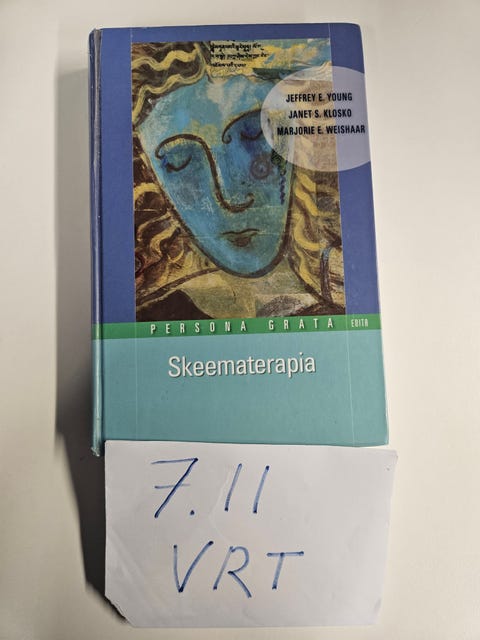 JEFFREY E. YOUNG
JANET S. KLOSKO
MARJORIE E. WEISHAAR
PERSONA GRATA EDITA
Skeematerapia
7.11
VRT